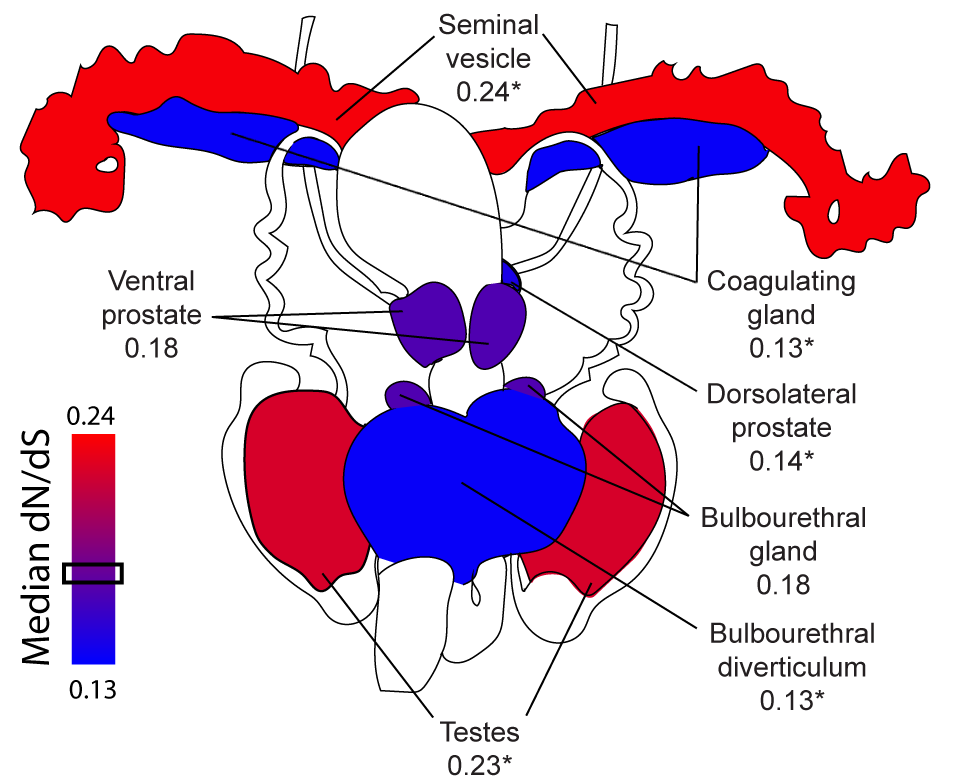 Seminal
vesicle
0.24*
Ventral
prostate
0.18
Coagulating
gland
0.13*
Dorsolateral
prostate
0.14*
0.24
Median dN/dS
0.13
Bulbourethral
gland
0.18
Bulbourethral
diverticulum
0.13*
Testes
0.23*